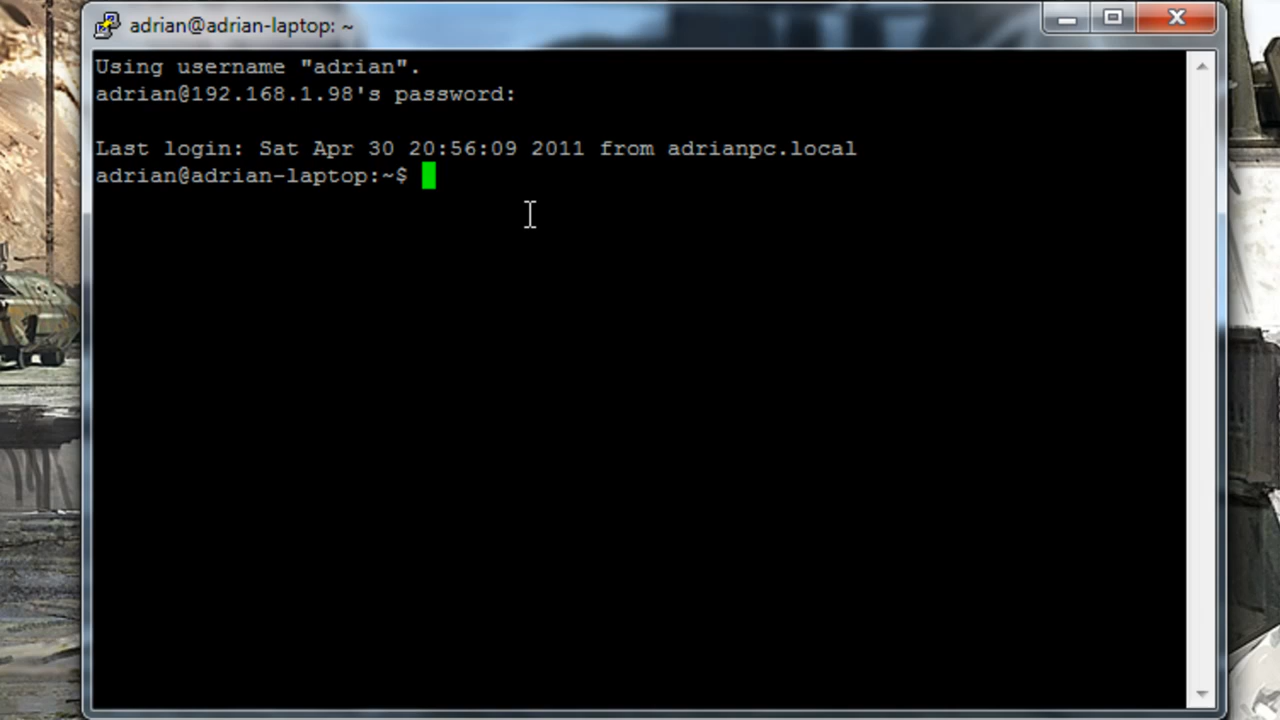 adrian@adrian-laptop: ~
Using username "adrian".
adrian@192.168.1.98's password:
Last login: Sat Apr 30 20:56:09 2011 from adrianpc.local
adrian@adrian-laptop:~$